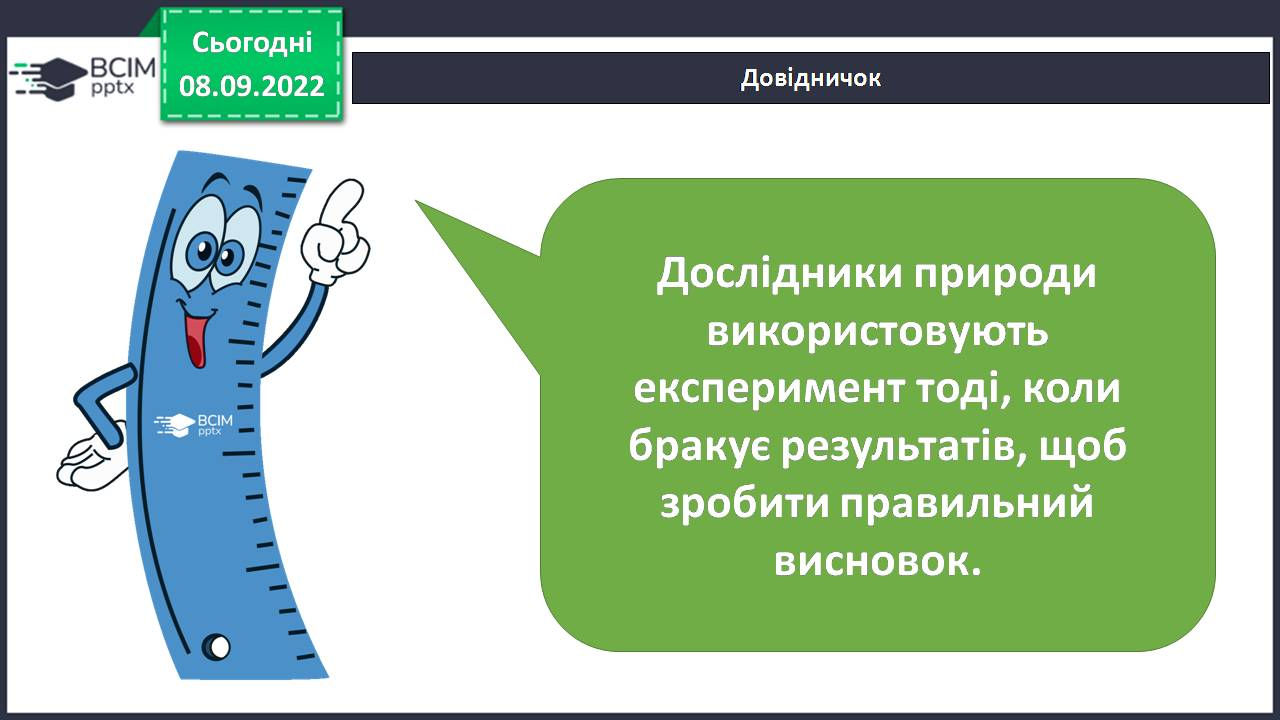 Сьогодні
08.09.2022
ВСІМ
pptx
Довідничок
Дослідники природи
використовують
експеримент тоді, коли
бракує результатів, щоб
зробити правильний
висновок.
ВСІМ
pptx